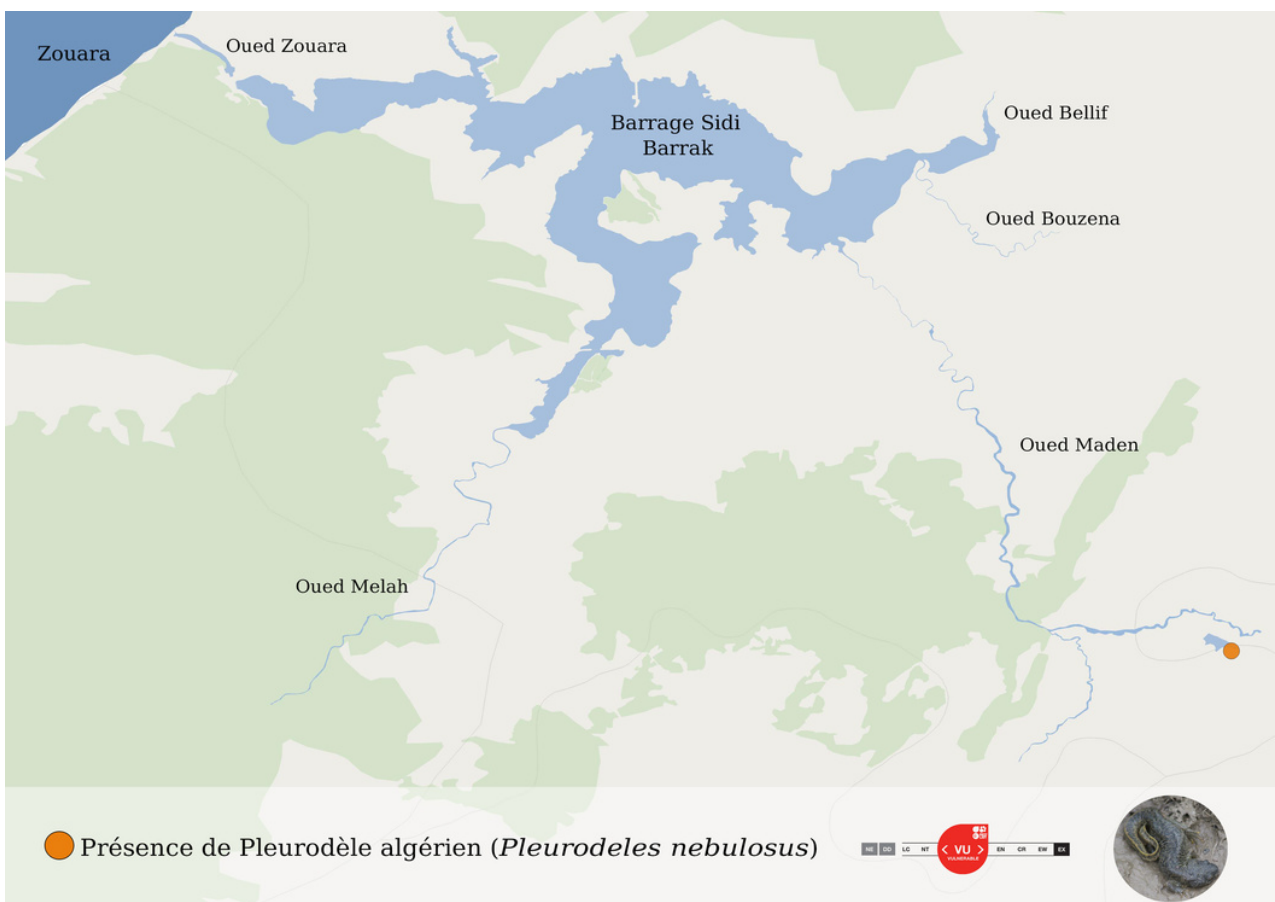 Zouara
Oued Zouara
Barrage Sidi
Barrak
Oued Bellif
Oued Bouzena
Oued Maden
Oued Melah
Présence de Pleurodèle algérien (Pleurodeles nebulosus)
NE DD LC NT < VU > EN CR EW EX
VULNERABLE